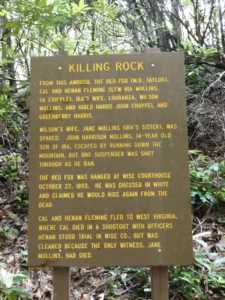 KILLING ROCK
FROM THIS AMBUSH, THE RED FOX (M.B. TAYLOR),
CAL AND HENAN FLEMING SLEW IRA MULLINS,
(A CRIPPLE), IRA'S WIFE, LOURANZA, WILSON
MULLINS, AND HIRED HANDS JOHN CHAPPEL AND
GREENBERRY HARRIS.
WILSON'S WIFE, JANE MULLINS (IRA'S SISTER), WAS
SPARED. JOHN HARRISON MULLINS, 14-YEAR OLD
SON OF IRA, ESCAPED BY RUNNING DOWN THE
MOUNTAIN, BUT ONE SUSPENDER WAS SHOT
THROUGH AS HE RAN.
THE RED FOX WAS HANGED AT WISE COURTHOUSE
OCTOBER 27, 1893. HE WAS DRESSED IN WHITE
AND CLAIMED HE WOULD RISE AGAIN FROM THE
DEAD.
CAL AND HENAN FLEMING FLED TO WEST VIRGINIA,
WHERE CAL DIED IN A SHOOTOUT WITH OFFICERS.
HENAN STOOD TRIAL IN WISE CO., BUT WAS
CLEARED BECAUSE THE ONLY WITNESS, JANE
MULLINS, HAD DIED.